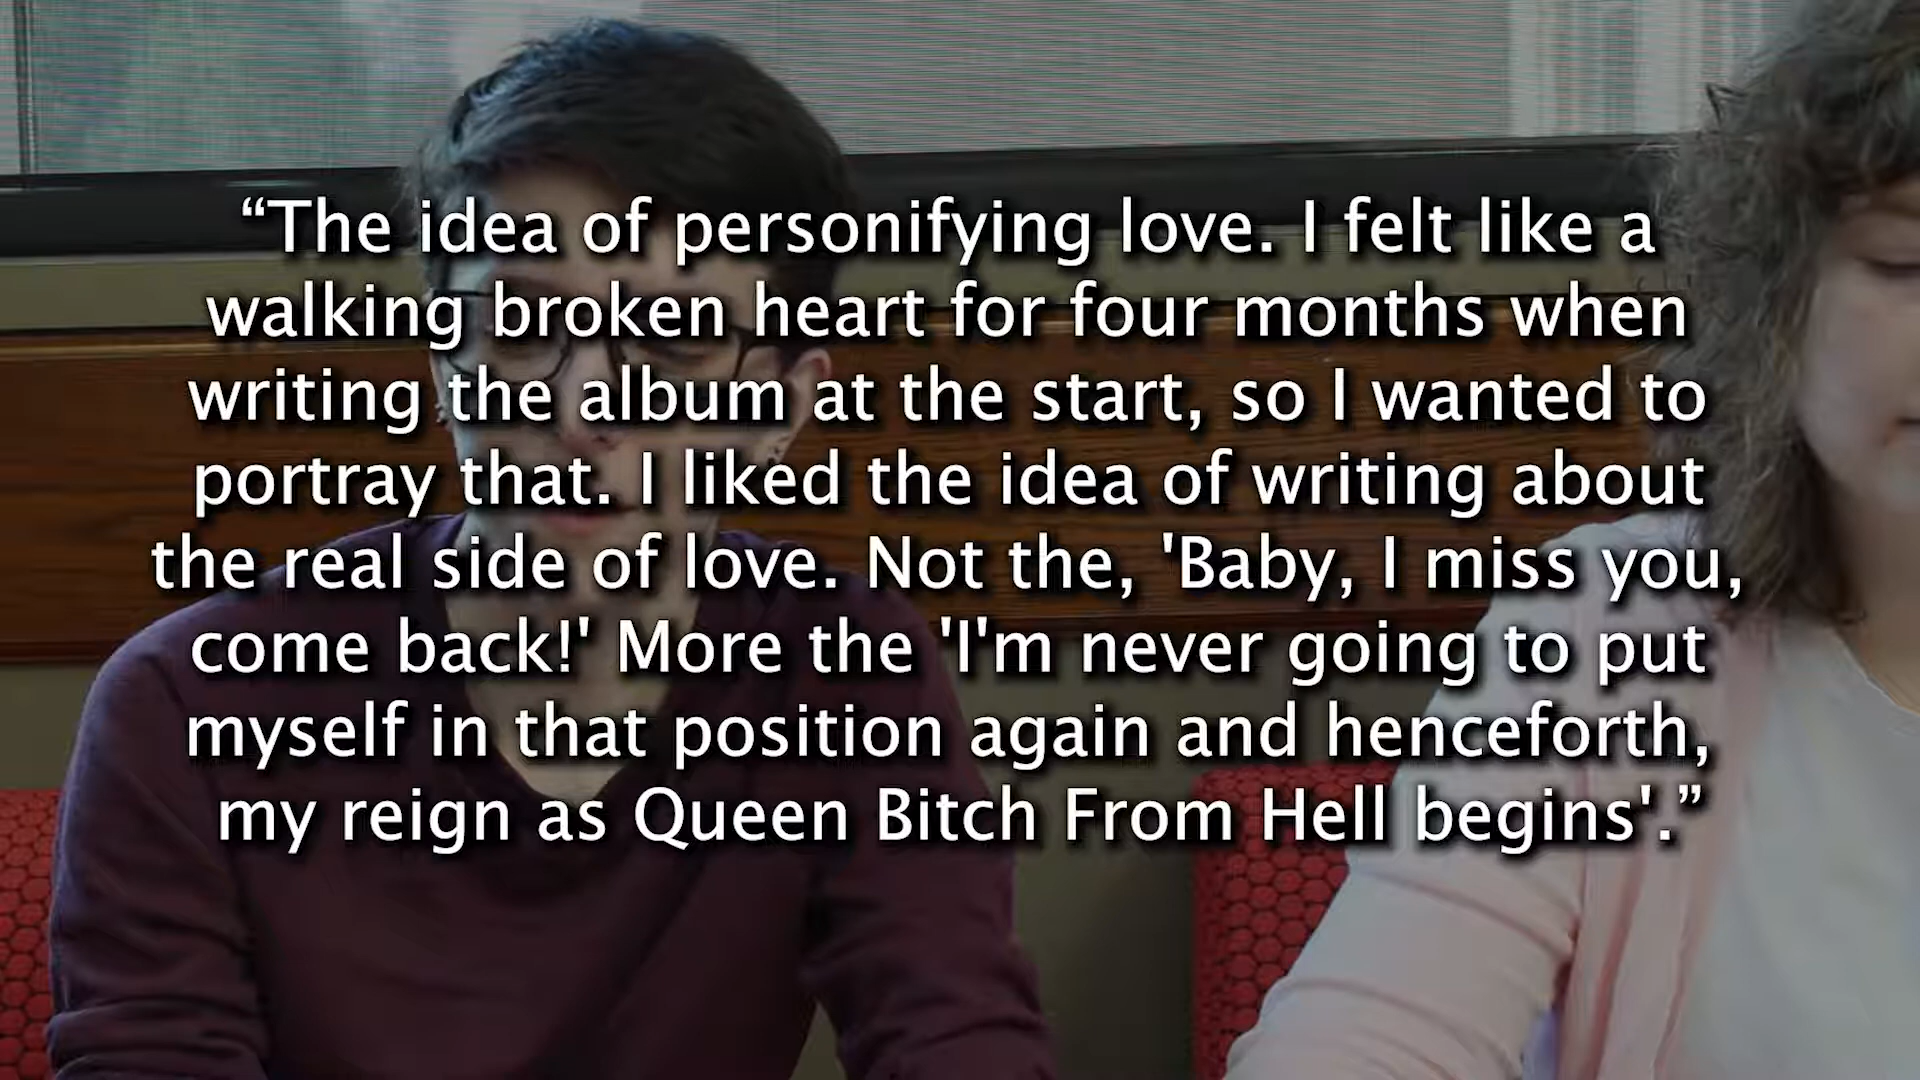 “The idea of personifying love. I felt like a
walking broken heart for four months when
writing the album at the start, so I wanted to
portray that. I liked the idea of writing about
the real side of love. Not the, 'Baby, I miss you,
come back!' More the 'I'm never going to put
myself in that position again and henceforth,
my reign as Queen Bitch From Hell begins'.”